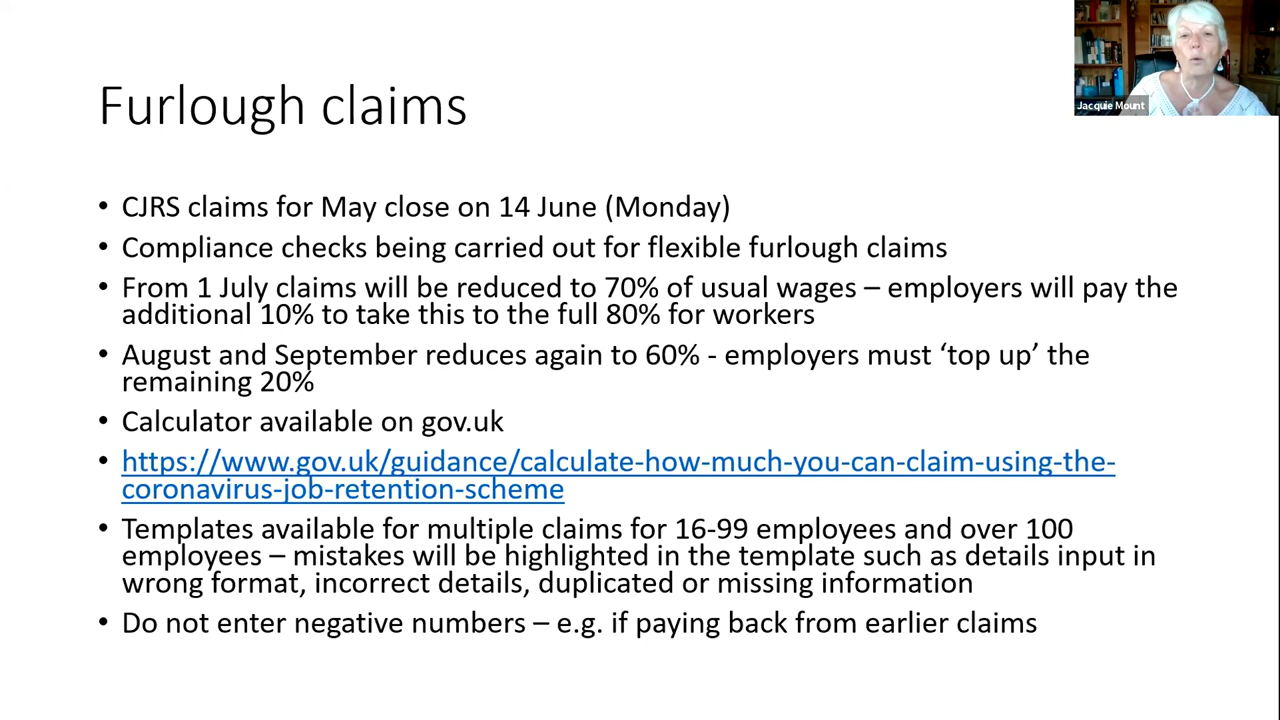 Furlough claims
Jacquie Mount
• CJRS claims for May close on 14 June (Monday)
• Compliance checks being carried out for flexible furlough claims
• From 1 July claims will be reduced to 70% of usual wages – employers will pay the
additional 10% to take this to the full 80% for workers
• August and September reduces again to 60% - employers must ‘top up’ the
remaining 20%
• Calculator available on gov.uk
• https://www.gov.uk/guidance/calculate-how-much-you-can-claim-using-the-
coronavirus-job-retention-scheme
• Templates available for multiple claims for 16-99 employees and over 100
employees – mistakes will be highlighted in the template such as details input in
wrong format, incorrect details, duplicated or missing information
• Do not enter negative numbers – e.g. if paying back from earlier claims